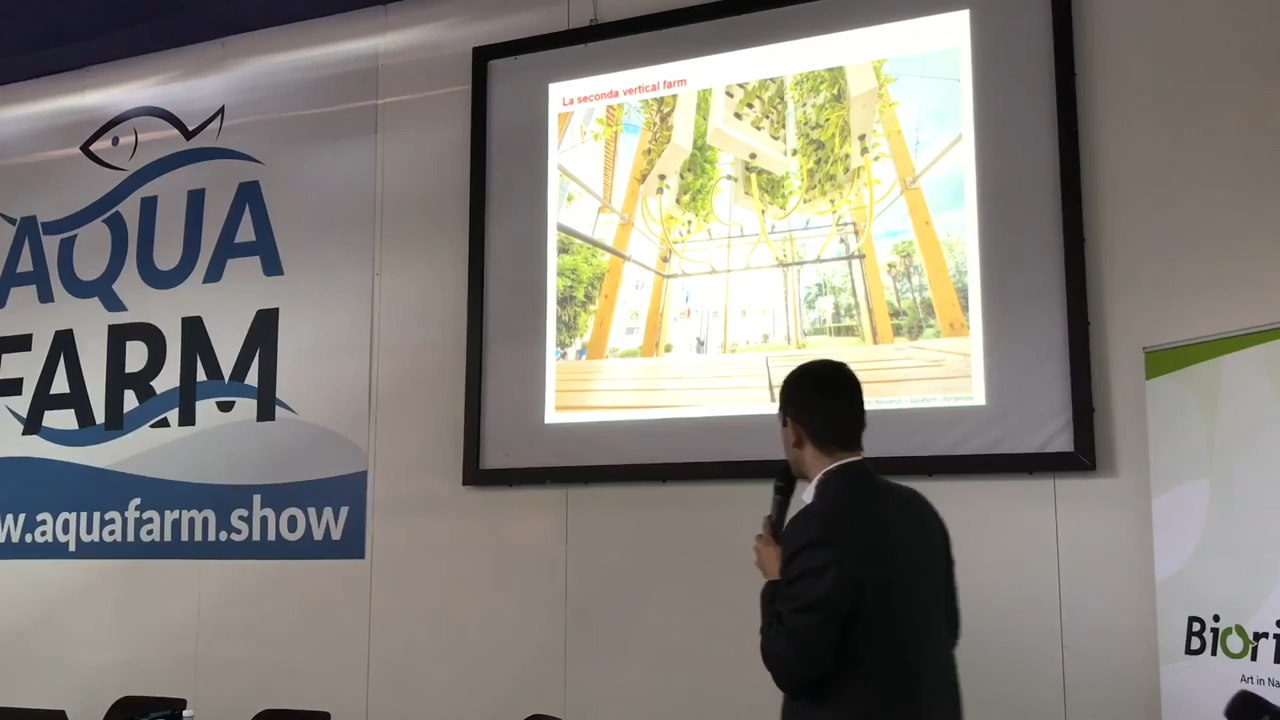 La seconda vertical farm
AQUA
FARM
w.aquafarm.show
Biori
Art in Na